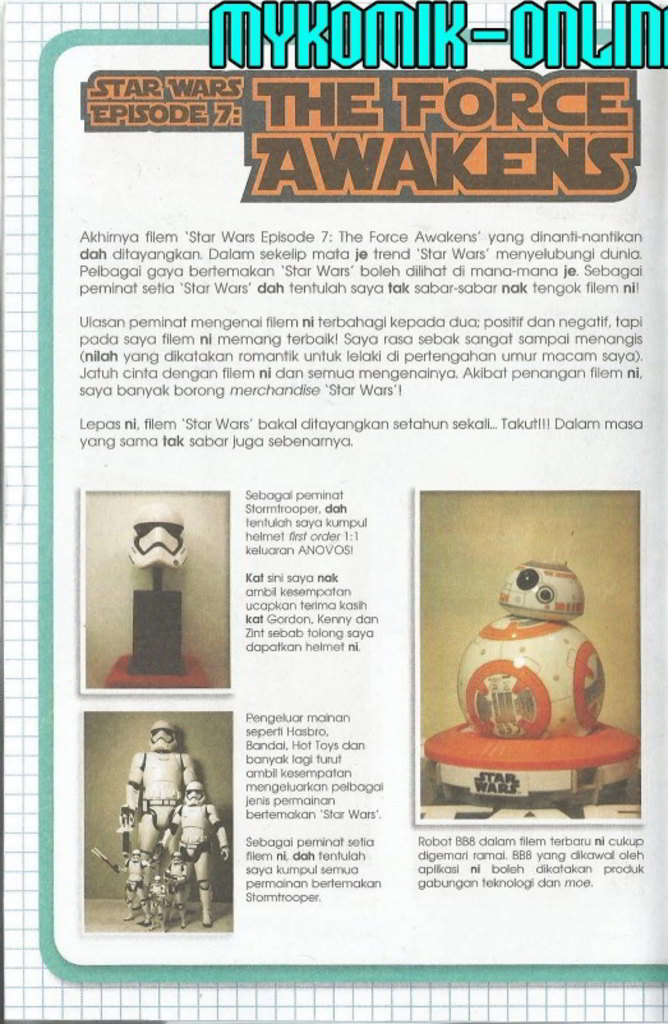 MYKOMIK-ONLIN
STAR WARS
EPISODE 7:
THE FORCE
AWAKENS
Akhirnya filem 'Star Wars Episode 7: The Force Awakens' yang dinanti-nantikan
dah ditayangkan. Dalam sekelip mata je trend 'Star Wars' menyelubungi dunia.
Pelbagai gaya bertemakan 'Star Wars' boleh dilihat di mana-mana je. Sebagai
peminat setia 'Star Wars' dah tentulah saya tak sabar-sabar nak tengok filem ni!
Ulasan peminat mengenai filem ni terbahagi kepada dua; positif dan negatif, tapi
pada saya filem ni memang terbaik! Saya rasa sebak sangat sampai menangis
(nilah yang dikatakan romantik untuk lelaki di pertengahan umur macam saya).
Jatuh cinta dengan filem ni dan semua mengenainya. Akibat penangan filem ni,
saya banyak borong merchandise 'Star Wars'!
Lepas ni, filem 'Star Wars' bakal ditayangkan setahun sekali... Takut!!! Dalam masa
yang sama tak sabar juga sebenarnya.
Sebagai peminat
Stormtrooper, dah
tentulah saya kumpul
helmet first order 1:1
keluaran ANOVOS!
Kat sini saya nak
ambil kesempatan
ucapkan terima kasih
kat Gordon, Kenny dan
Zint sebab tolong saya
dapatkan helmet ni.
Pengeluar mainan
seperti Hasbro,
Bandai, Hot Toys dan
banyak lagi turut
ambil kesempatan
mengeluarkan pelbagai
jenis permainan
bertemakan 'Star Wars'.
Sebagai peminat setia
filem ni, dah tentulah
saya kumpul semua
permainan bertemakan
Stormtrooper.
STAR
WARS
Robot BB8 dalam filem terbaru ni cukup
digemari ramai. BB8 yang dikawal oleh
aplikasi ni boleh dikatakan produk
gabungan teknologi dan moe.